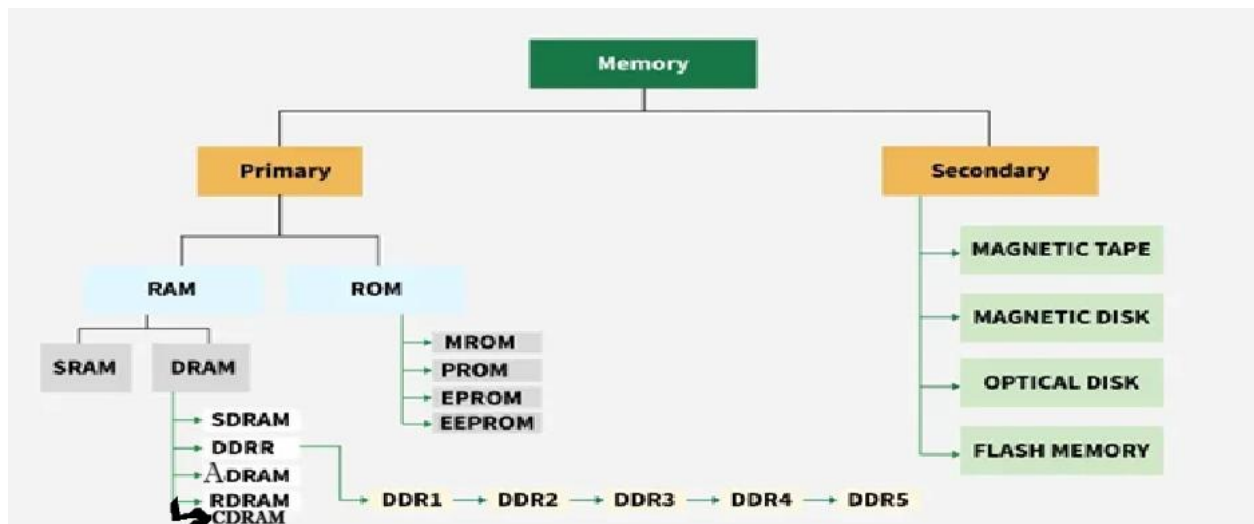 Memory
Primary
Secondary
RAM
ROM
SRAM
DRAM
SDRAM
DDRR
ADRAM
RDRAM
CDRAM
MROM
PROM
EPROM
EEPROM
DDR1
DDR2
DDR3
DDR4
DDR5
MAGNETIC TAPE
MAGNETIC DISK
OPTICAL DISK
FLASH MEMORY